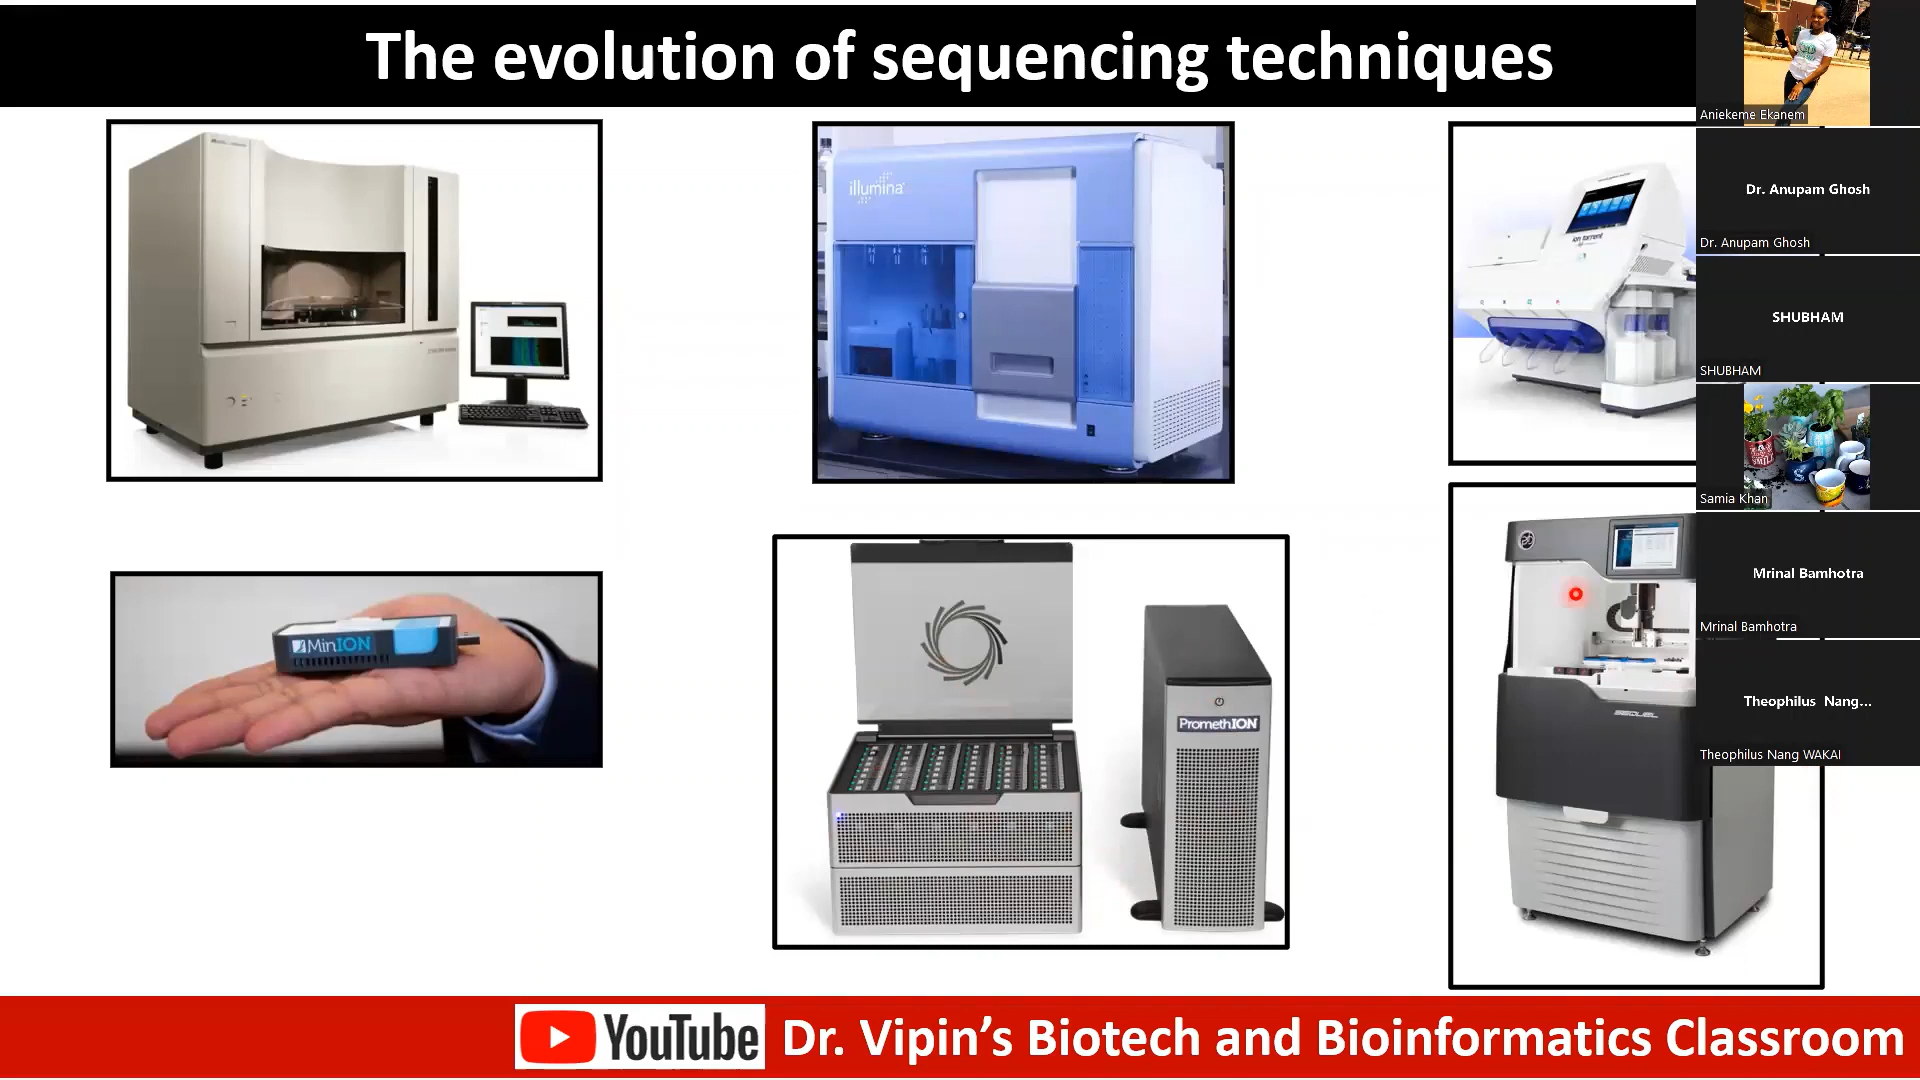 The evolution of sequencing techniques
illumina
ion torrent
MinION
PromethION
SEQUEL
Aniekeme Ekanem
Dr. Anupam Ghosh
Dr. Anupam Ghosh
SHUBHAM
SHUBHAM
Samia Khan
Mrinal Bamhotra
Mrinal Bamhotra
Theophilus Nang...
Theophilus Nang WAKAI
YouTube
Dr. Vipin’s Biotech and Bioinformatics Classroom